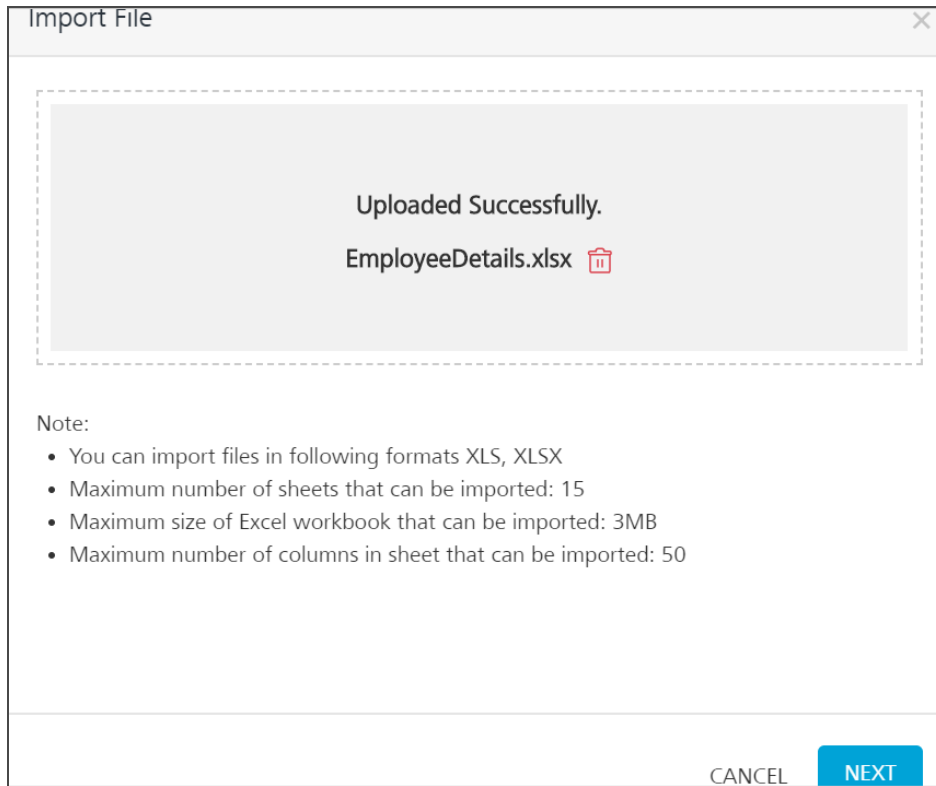 Import File
Uploaded Successfully.
EmployeeDetails.xlsx
Note:
• You can import files in following formats XLS, XLSX
• Maximum number of sheets that can be imported: 15
• Maximum size of Excel workbook that can be imported: 3MB
• Maximum number of columns in sheet that can be imported: 50
CANCEL NEXT